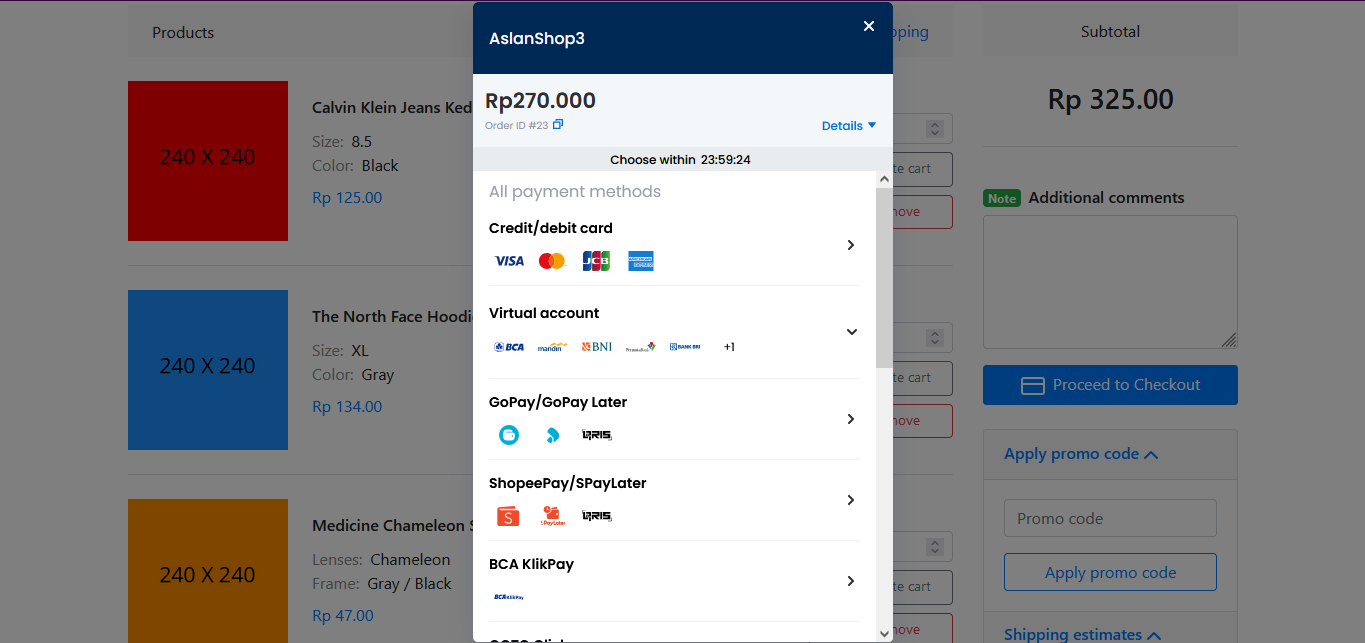 Products
pping
Subtotal
240 X 240
Calvin Klein Jeans Ked
Size: 8.5
Color: Black
Rp 125.00
te cart
nove
Rp 325.00
Note Additional comments
240 X 240
The North Face Hoodi
Size: XL
Color: Gray
Rp 134.00
te cart
nove
Proceed to Checkout
Apply promo code
Promo code
Apply promo code
Shipping estimates
240 X 240
Medicine Chameleon S
Lenses: Chameleon
Frame: Gray / Black
Rp 47.00
te cart
nove
AslanShop3
Rp270.000
Order ID #23
Details
Choose within 23:59:24
All payment methods
Credit/debit card
VISA JCB
Virtual account
BCA mandiri BNI PermataBank BANK BRI +1
GoPay/GoPay Later
QRIS
ShopeePay/SPayLater
S SPayLater QRIS
BCA KlikPay
BCA KlikPay